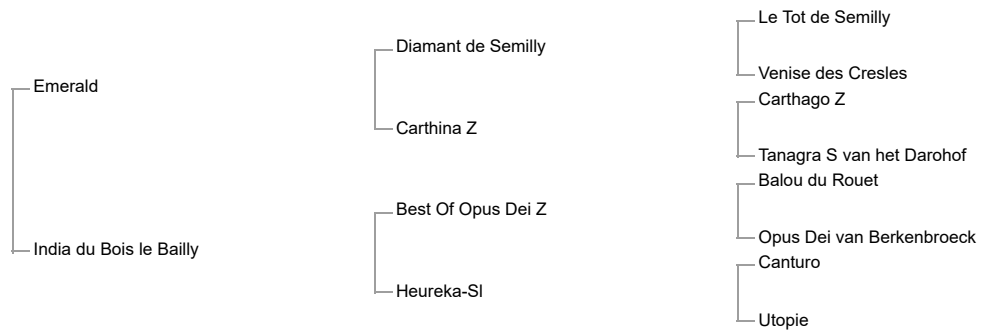 Le Tot de Semilly
Diamant de Semilly
Venise des Cresles
Emerald
Carthago Z
Carthina Z
Tanagra S van het Darohof
Balou du Rouet
Best Of Opus Dei Z
Opus Dei van Berkenbroeck
India du Bois le Bailly
Canturo
Heureka-Sl
Utopie